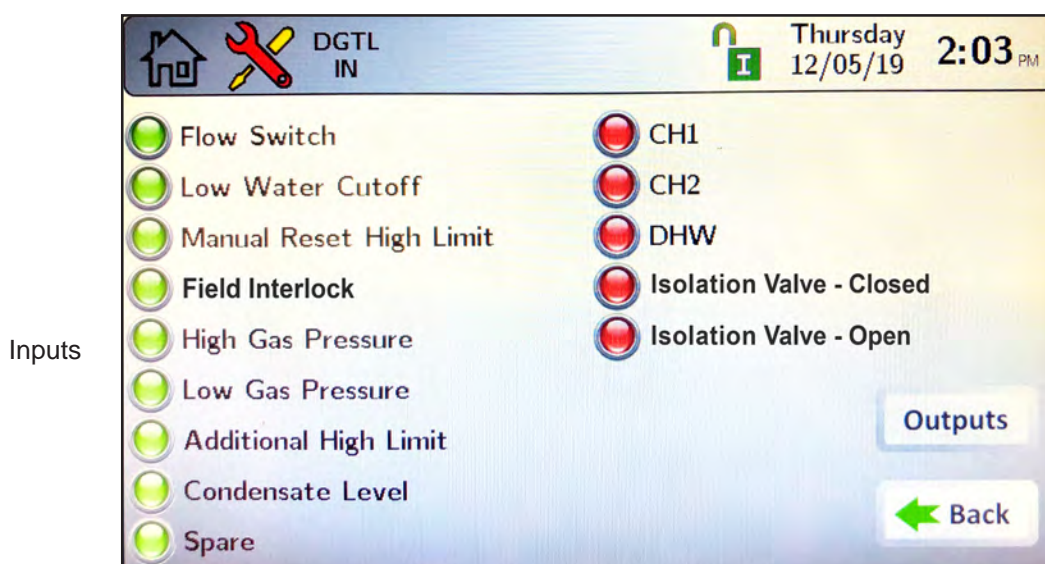 DGTL
IN
I
Thursday
12/05/19
2:03 PM
Flow Switch
Low Water Cutoff
Manual Reset High Limit
Field Interlock
Inputs
High Gas Pressure
Low Gas Pressure
Additional High Limit
Condensate Level
Spare
CH1
CH2
DHW
Isolation Valve - Closed
Isolation Valve - Open
Outputs
Back